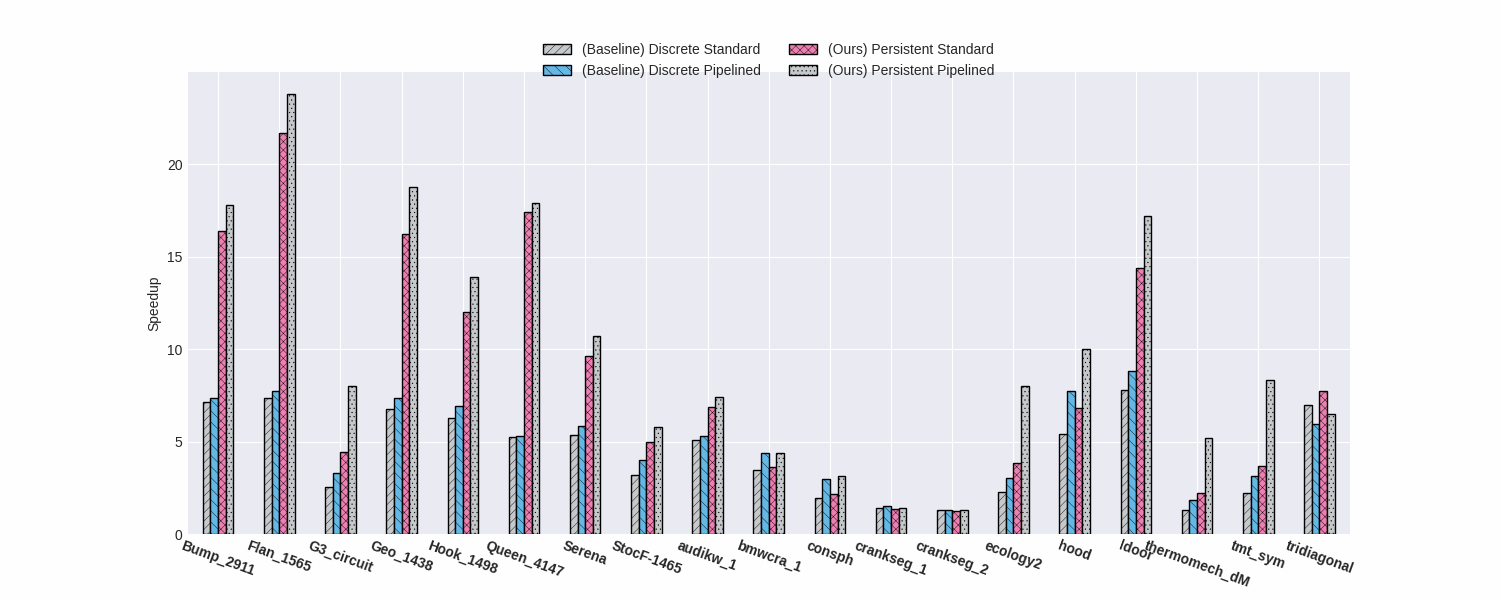 (Baseline) Discrete Standard
(Baseline) Discrete Pipelined
(Ours) Persistent Standard
(Ours) Persistent Pipelined
Speedup
20
15
10
5
0
Bump_2911
Flan_1565
G3_circuit
Geo_1438
Hook_1498
Queen_4147
Serena
StocF-1465
audikw_1
bmwcra_1
consph
crankseg_1
crankseg_2
ecology2
hood
ldoor
thermomech_dM
tmt_sym
tridiagonal